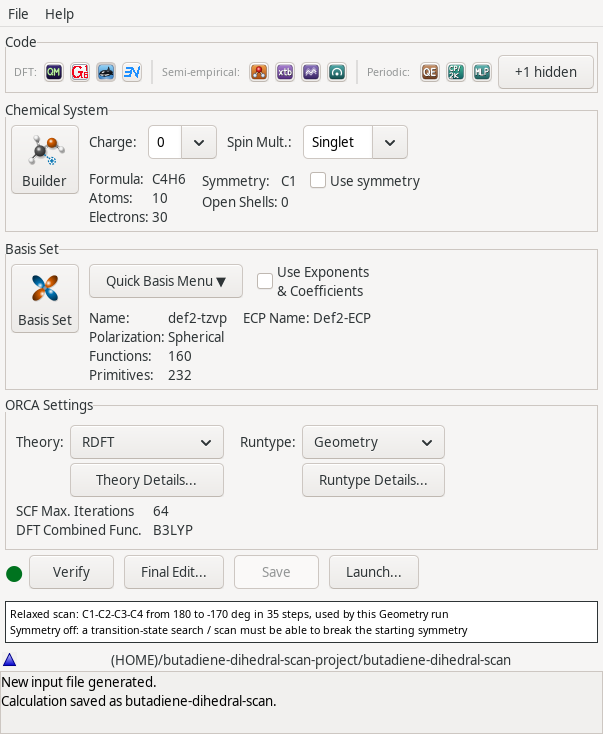 File Help
Code
DFT: QM Semi-empirical: xtb Periodic: QE CP/2K MLP +1 hidden
Chemical System
Builder
Charge: 0 Spin Mult.: Singlet
Formula: C4H6 Symmetry: C1 Use symmetry
Atoms: 10 Open Shells: 0
Electrons: 30
Basis Set
Basis Set
Quick Basis Menu ▼ Use Exponents
& Coefficients
Name: def2-tzvp ECP Name: Def2-ECP
Polarization: Spherical
Functions: 160
Primitives: 232
ORCA Settings
Theory: RDFT Runtype: Geometry
Theory Details... Runtype Details...
SCF Max. Iterations 64
DFT Combined Func. B3LYP
Verify Final Edit... Save Launch...
Relaxed scan: C1-C2-C3-C4 from 180 to -170 deg in 35 steps, used by this Geometry run
Symmetry off: a transition-state search / scan must be able to break the starting symmetry
(HOME)/butadiene-dihedral-scan-project/butadiene-dihedral-scan
New input file generated.
Calculation saved as butadiene-dihedral-scan.